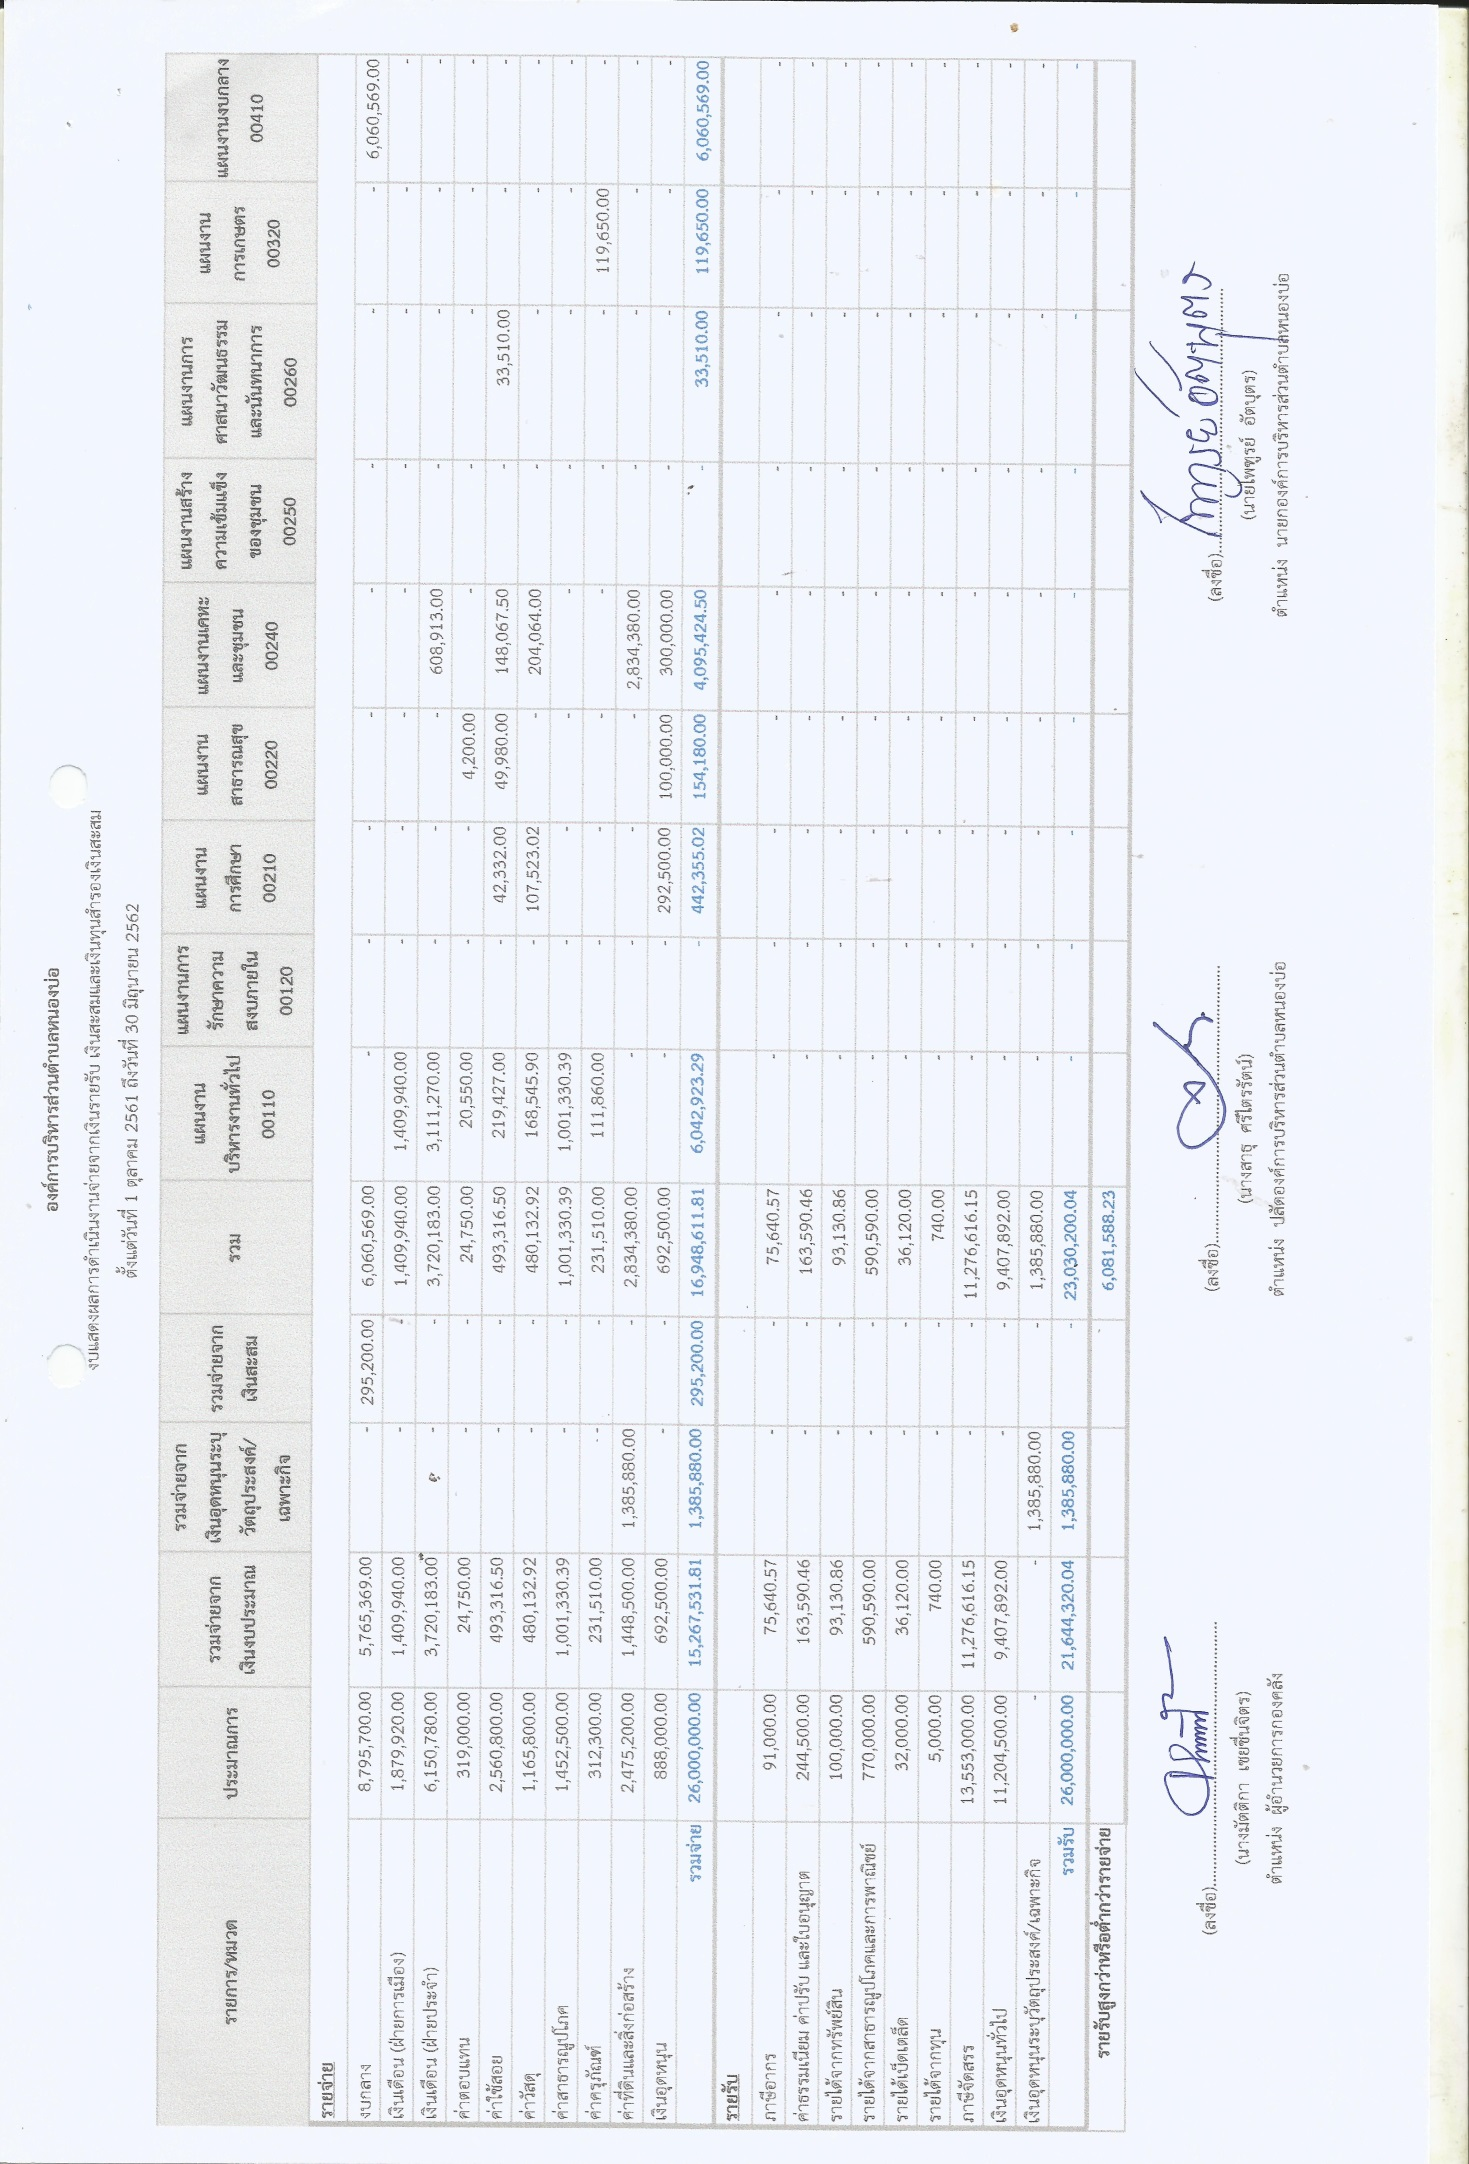 องค์การบริหารส่วนตำบลหนองบ่อ
งบแสดงผลการดำเนินงานจ่ายจากเงินรายรับ เงินสะสมและเงินทุนสำรองเงินสะสม
ตั้งแต่วันที่ 1 ตุลาคม 2561 ถึงวันที่ 30 มิถุนายน 2562
รายการ/หมวด ประมาณการ รวมจ่ายจากเงินงบประมาณ รวมจ่ายจากเงินอุดหนุนระบุวัตถุประสงค์/เฉพาะกิจ รวมจ่ายจากเงินสะสม รวม แผนงานบริหารงานทั่วไป 00110 แผนงานการรักษาความสงบภายใน 00120 แผนงานการศึกษา 00210 แผนงานสาธารณสุข 00220 แผนงานเคหะและชุมชน 00240 แผนงานสร้างความเข้มแข็งของชุมชน 00250 แผนงานการศาสนาวัฒนธรรมและนันทนาการ 00260 แผนงานการเกษตร 00320 แผนงานงบกลาง 00410
รายจ่าย
งบกลาง 8,795,700.00 5,765,369.00 - 295,200.00 6,060,569.00 - - - - - - - - 6,060,569.00
เงินเดือน (ฝ่ายการเมือง) 1,879,920.00 1,409,940.00 - - 1,409,940.00 1,409,940.00 - - - - - - - -
เงินเดือน (ฝ่ายประจำ) 6,150,780.00 3,720,183.00 - - 3,720,183.00 3,111,270.00 - - - 608,913.00 - - - -
ค่าตอบแทน 319,000.00 24,750.00 - - 24,750.00 20,550.00 - - 4,200.00 - - - - -
ค่าใช้สอย 2,560,800.00 493,316.50 - - 493,316.50 219,427.00 - 42,332.00 49,980.00 148,067.50 - 33,510.00 - -
ค่าวัสดุ 1,165,800.00 480,132.92 - - 480,132.92 168,545.90 - 107,523.02 - 204,064.00 - - - -
ค่าสาธารณูปโภค 1,452,500.00 1,001,330.39 - - 1,001,330.39 1,001,330.39 - - - - - - - -
ค่าครุภัณฑ์ 312,300.00 231,510.00 - - 231,510.00 111,860.00 - - - - - - 119,650.00 -
ค่าที่ดินและสิ่งก่อสร้าง 2,475,200.00 1,448,500.00 1,385,880.00 - 2,834,380.00 - - - - 2,834,380.00 - - - -
เงินอุดหนุน 888,000.00 692,500.00 - - 692,500.00 - - 292,500.00 100,000.00 300,000.00 - - - -
รวมจ่าย 26,000,000.00 15,267,531.81 1,385,880.00 295,200.00 16,948,611.81 6,042,923.29 - 442,355.02 154,180.00 4,095,424.50 - 33,510.00 119,650.00 6,060,569.00
รายรับ
ภาษีอากร 91,000.00 75,640.57 - - 75,640.57 - - - - - - - - -
ค่าธรรมเนียม ค่าปรับ และใบอนุญาต 244,500.00 163,590.46 - - 163,590.46 - - - - - - - - -
รายได้จากทรัพย์สิน 100,000.00 93,130.86 - - 93,130.86 - - - - - - - - -
รายได้จากสาธารณูปโภคและการพาณิชย์ 770,000.00 590,590.00 - - 590,590.00 - - - - - - - - -
รายได้เบ็ดเตล็ด 32,000.00 36,120.00 - - 36,120.00 - - - - - - - - -
รายได้จากทุน 5,000.00 740.00 - - 740.00 - - - - - - - - -
ภาษีจัดสรร 13,553,000.00 11,276,616.15 - - 11,276,616.15 - - - - - - - - -
เงินอุดหนุนทั่วไป 11,204,500.00 9,407,892.00 - - 9,407,892.00 - - - - - - - - -
เงินอุดหนุนระบุวัตถุประสงค์/เฉพาะกิจ - - 1,385,880.00 - 1,385,880.00 - - - - - - - - -
รวมรับ 26,000,000.00 21,644,320.04 1,385,880.00 - 23,030,200.04 - - - - - - - - -
รายรับสูงกว่าหรือต่ำกว่ารายจ่าย 6,081,588.23
(ลงชื่อ) (ลงชื่อ) (ลงชื่อ) ไพฑูรย์ อัตบุตร
(นางมัตติกา เชยชื่นจิตร) (นางสาธุ ศรีไตรรัตน์) (นายไพฑูรย์ อัตบุตร)
ตำแหน่ง ผู้อำนวยการกองคลัง ตำแหน่ง ปลัดองค์การบริหารส่วนตำบลหนองบ่อ ตำแหน่ง นายกองค์การบริหารส่วนตำบลหนองบ่อ